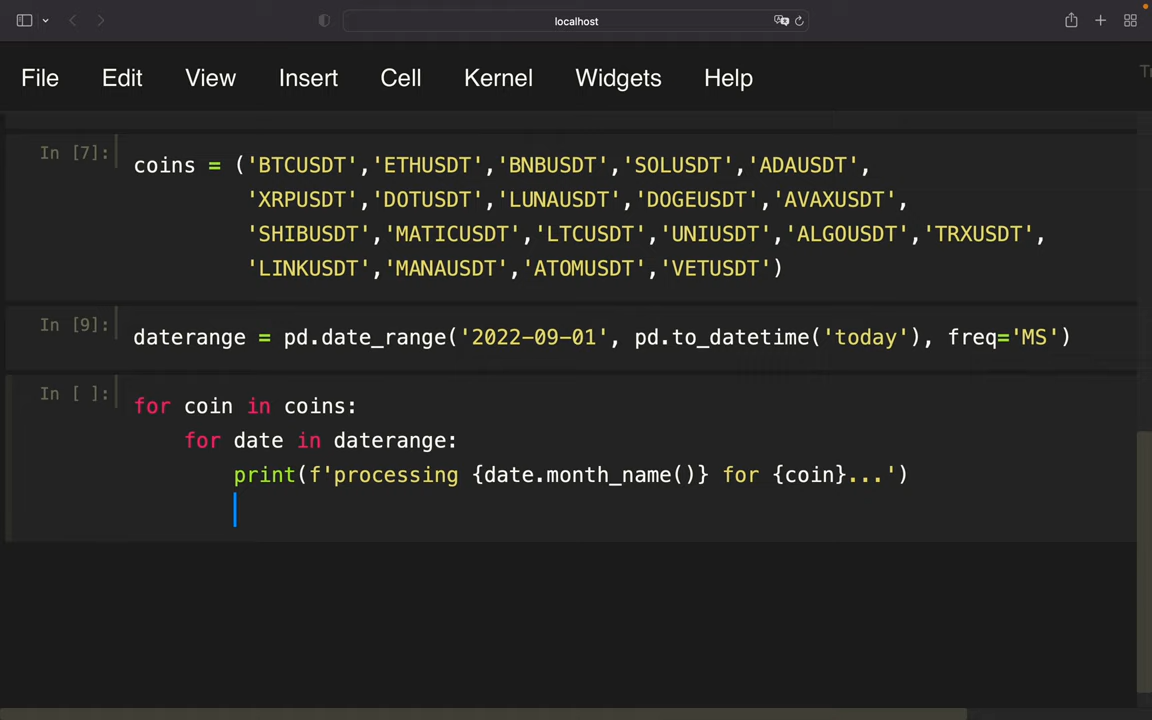 localhost
File Edit View Insert Cell Kernel Widgets Help
In [7]: coins = ('BTCUSDT','ETHUSDT','BNBUSDT','SOLUSDT','ADAUSDT',
'XRPUSDT','DOTUSDT','LUNAUSDT','DOGEUSDT','AVAXUSDT',
'SHIBUSDT','MATICUSDT','LTCUSDT','UNIUSDT','ALGOUSDT','TRXUSDT',
'LINKUSDT','MANAUSDT','ATOMUSDT','VETUSDT')
In [9]: daterange = pd.date_range('2022-09-01', pd.to_datetime('today'), freq='MS')
In [ ]: for coin in coins:
for date in daterange:
print(f'processing {date.month_name()} for {coin}...')